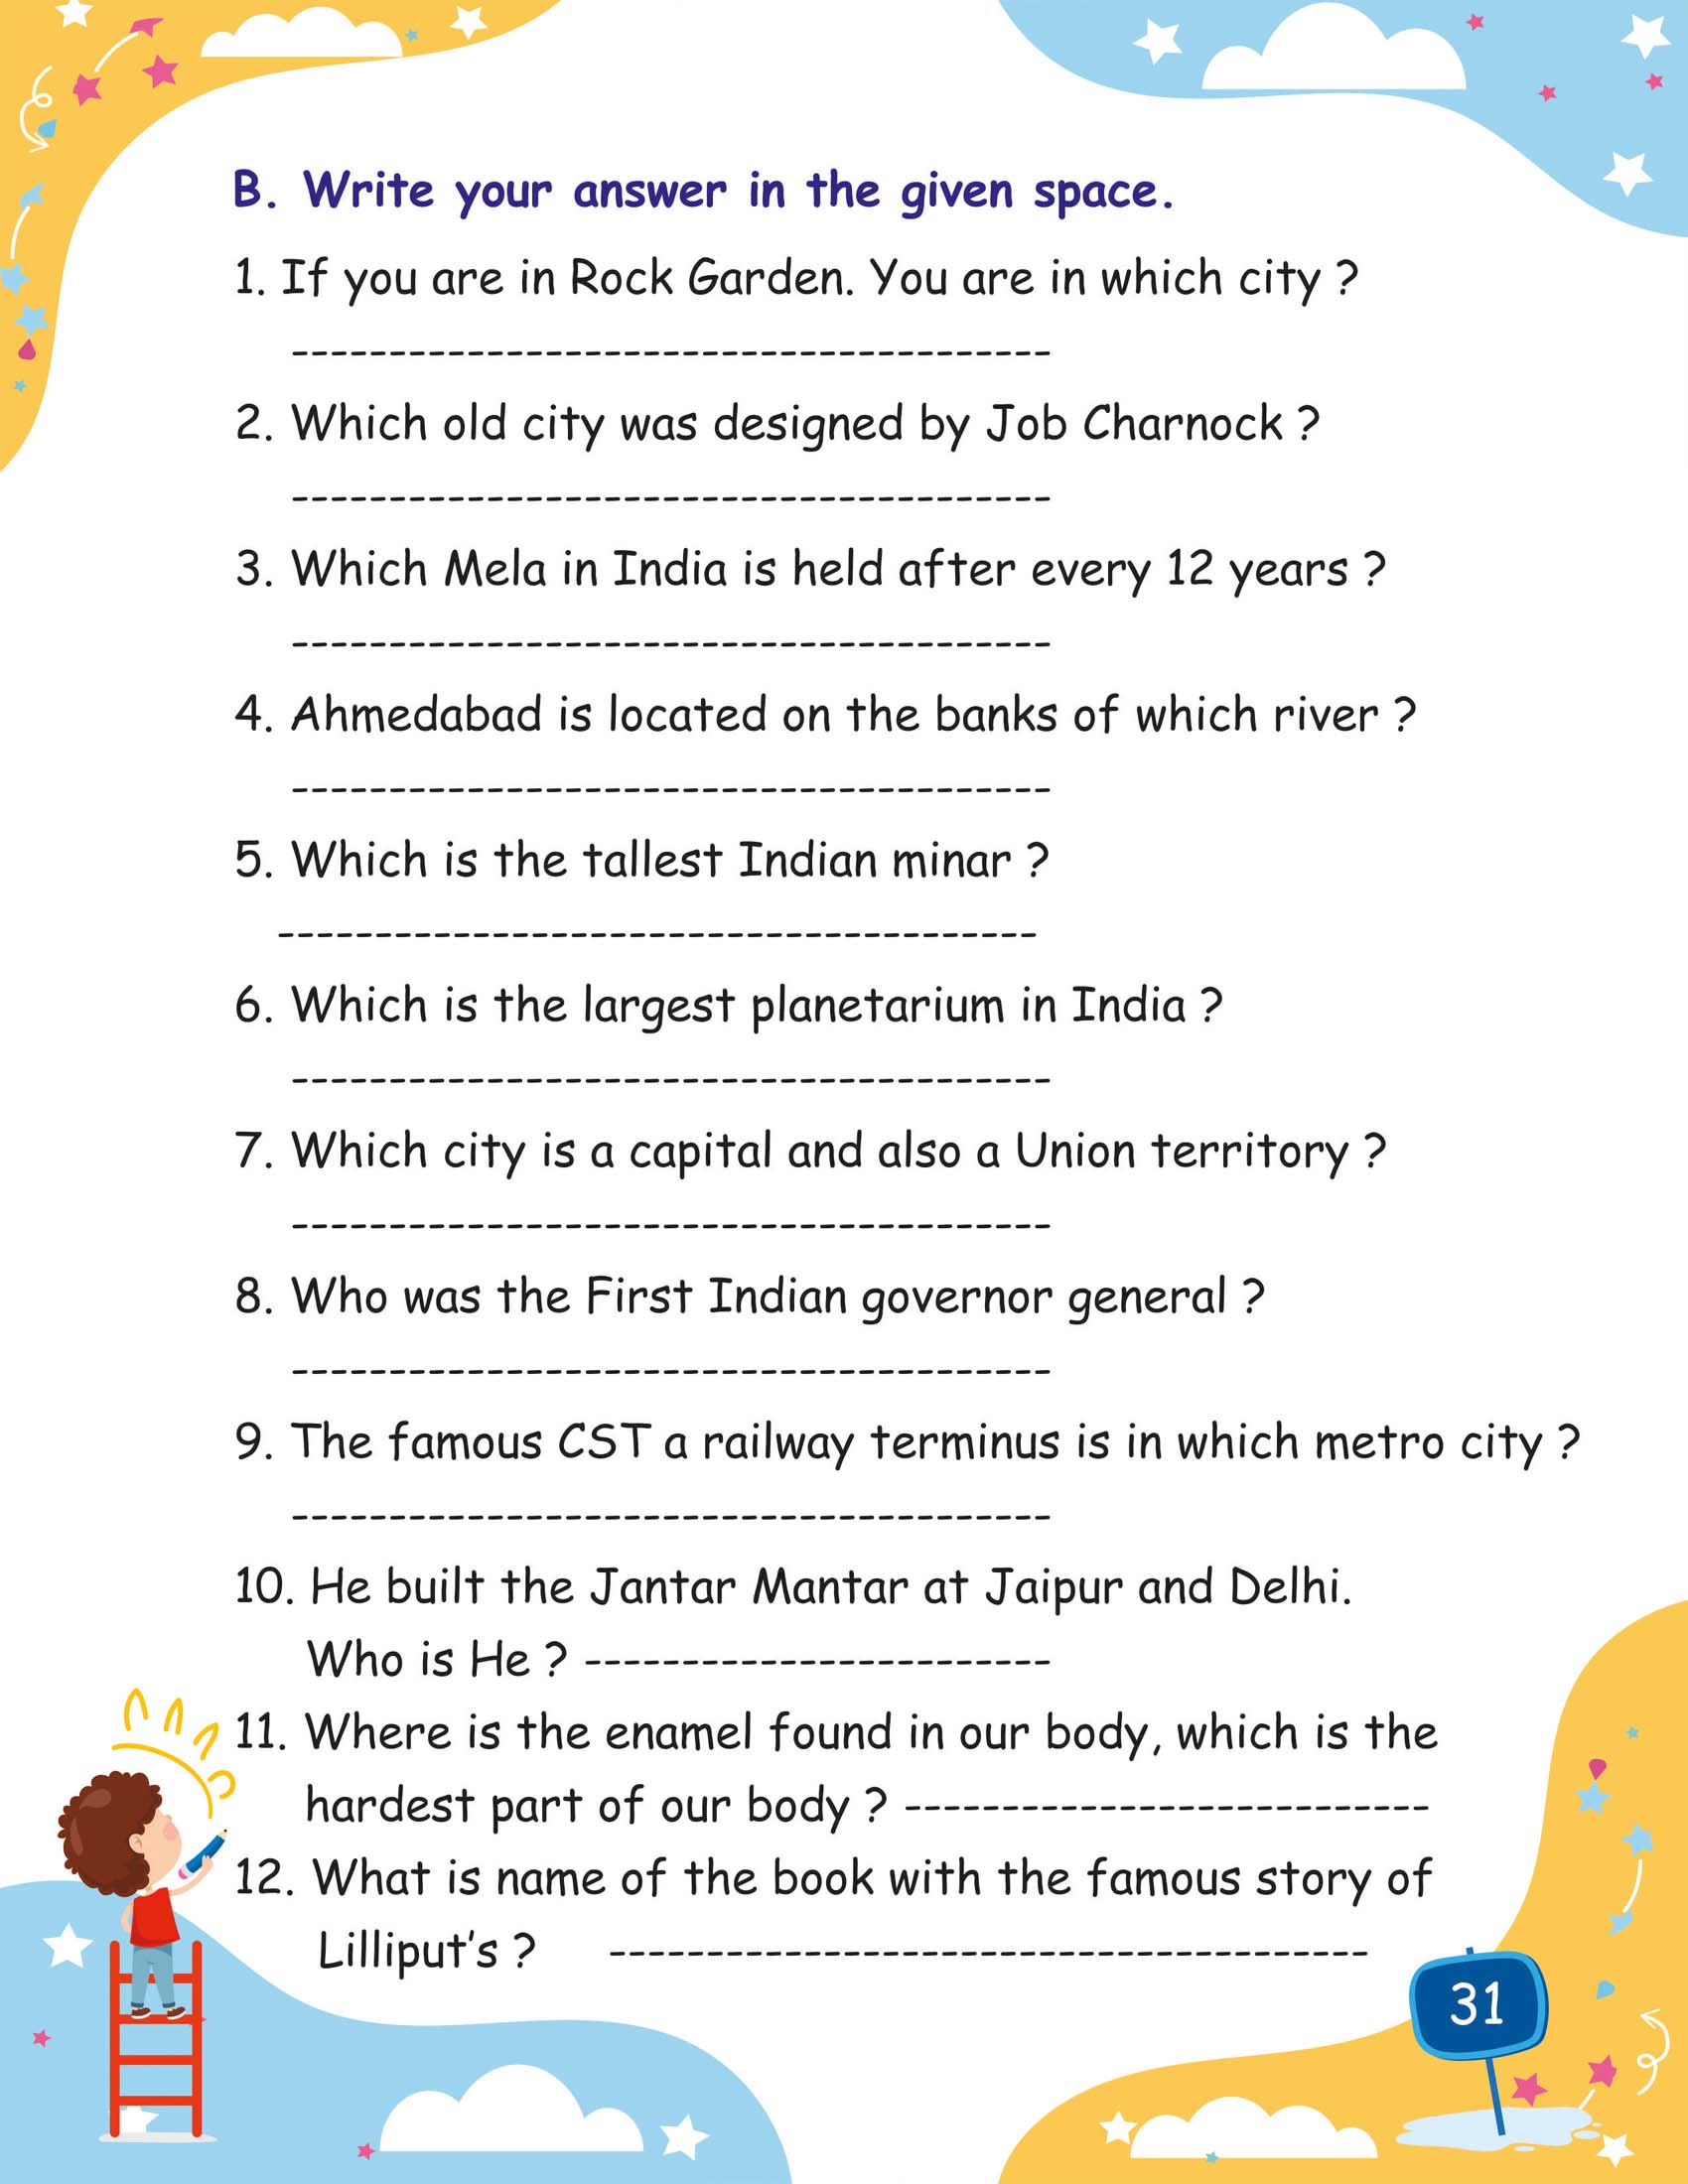 B. Write your answer in the given space.
1. If you are in Rock Garden. You are in which city ?
--------------------------------------
2. Which old city was designed by Job Charnock ?
--------------------------------------
3. Which Mela in India is held after every 12 years ?
--------------------------------------
4. Ahmedabad is located on the banks of which river ?
--------------------------------------
5. Which is the tallest Indian minar ?
--------------------------------------
6. Which is the largest planetarium in India ?
--------------------------------------
7. Which city is a capital and also a Union territory ?
--------------------------------------
8. Who was the First Indian governor general ?
--------------------------------------
9. The famous CST a railway terminus is in which metro city ?
--------------------------------------
10. He built the Jantar Mantar at Jaipur and Delhi.
Who is He ? ------------------------
11. Where is the enamel found in our body, which is the
hardest part of our body ? ---------------------------
12. What is name of the book with the famous story of
Lilliput's ? ---------------------------------------
31